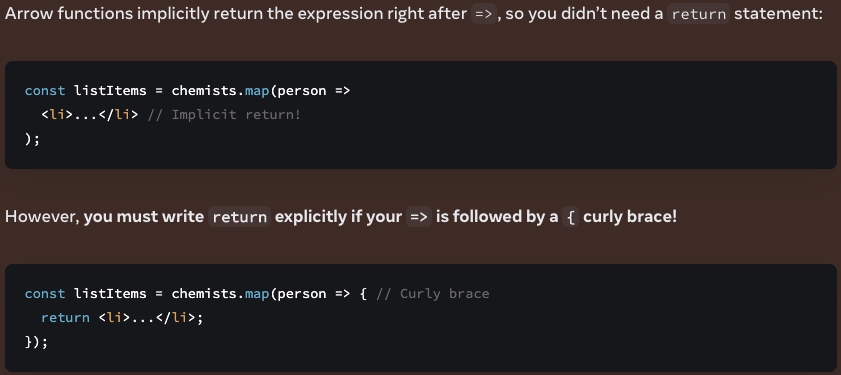 Arrow functions implicitly return the expression right after =>, so you didn’t need a return statement:
const listItems = chemists.map(person =>
  <li>...</li> // Implicit return!
);
However, you must write return explicitly if your => is followed by a { curly brace!
const listItems = chemists.map(person => { // Curly brace
  return <li>...</li>;
});